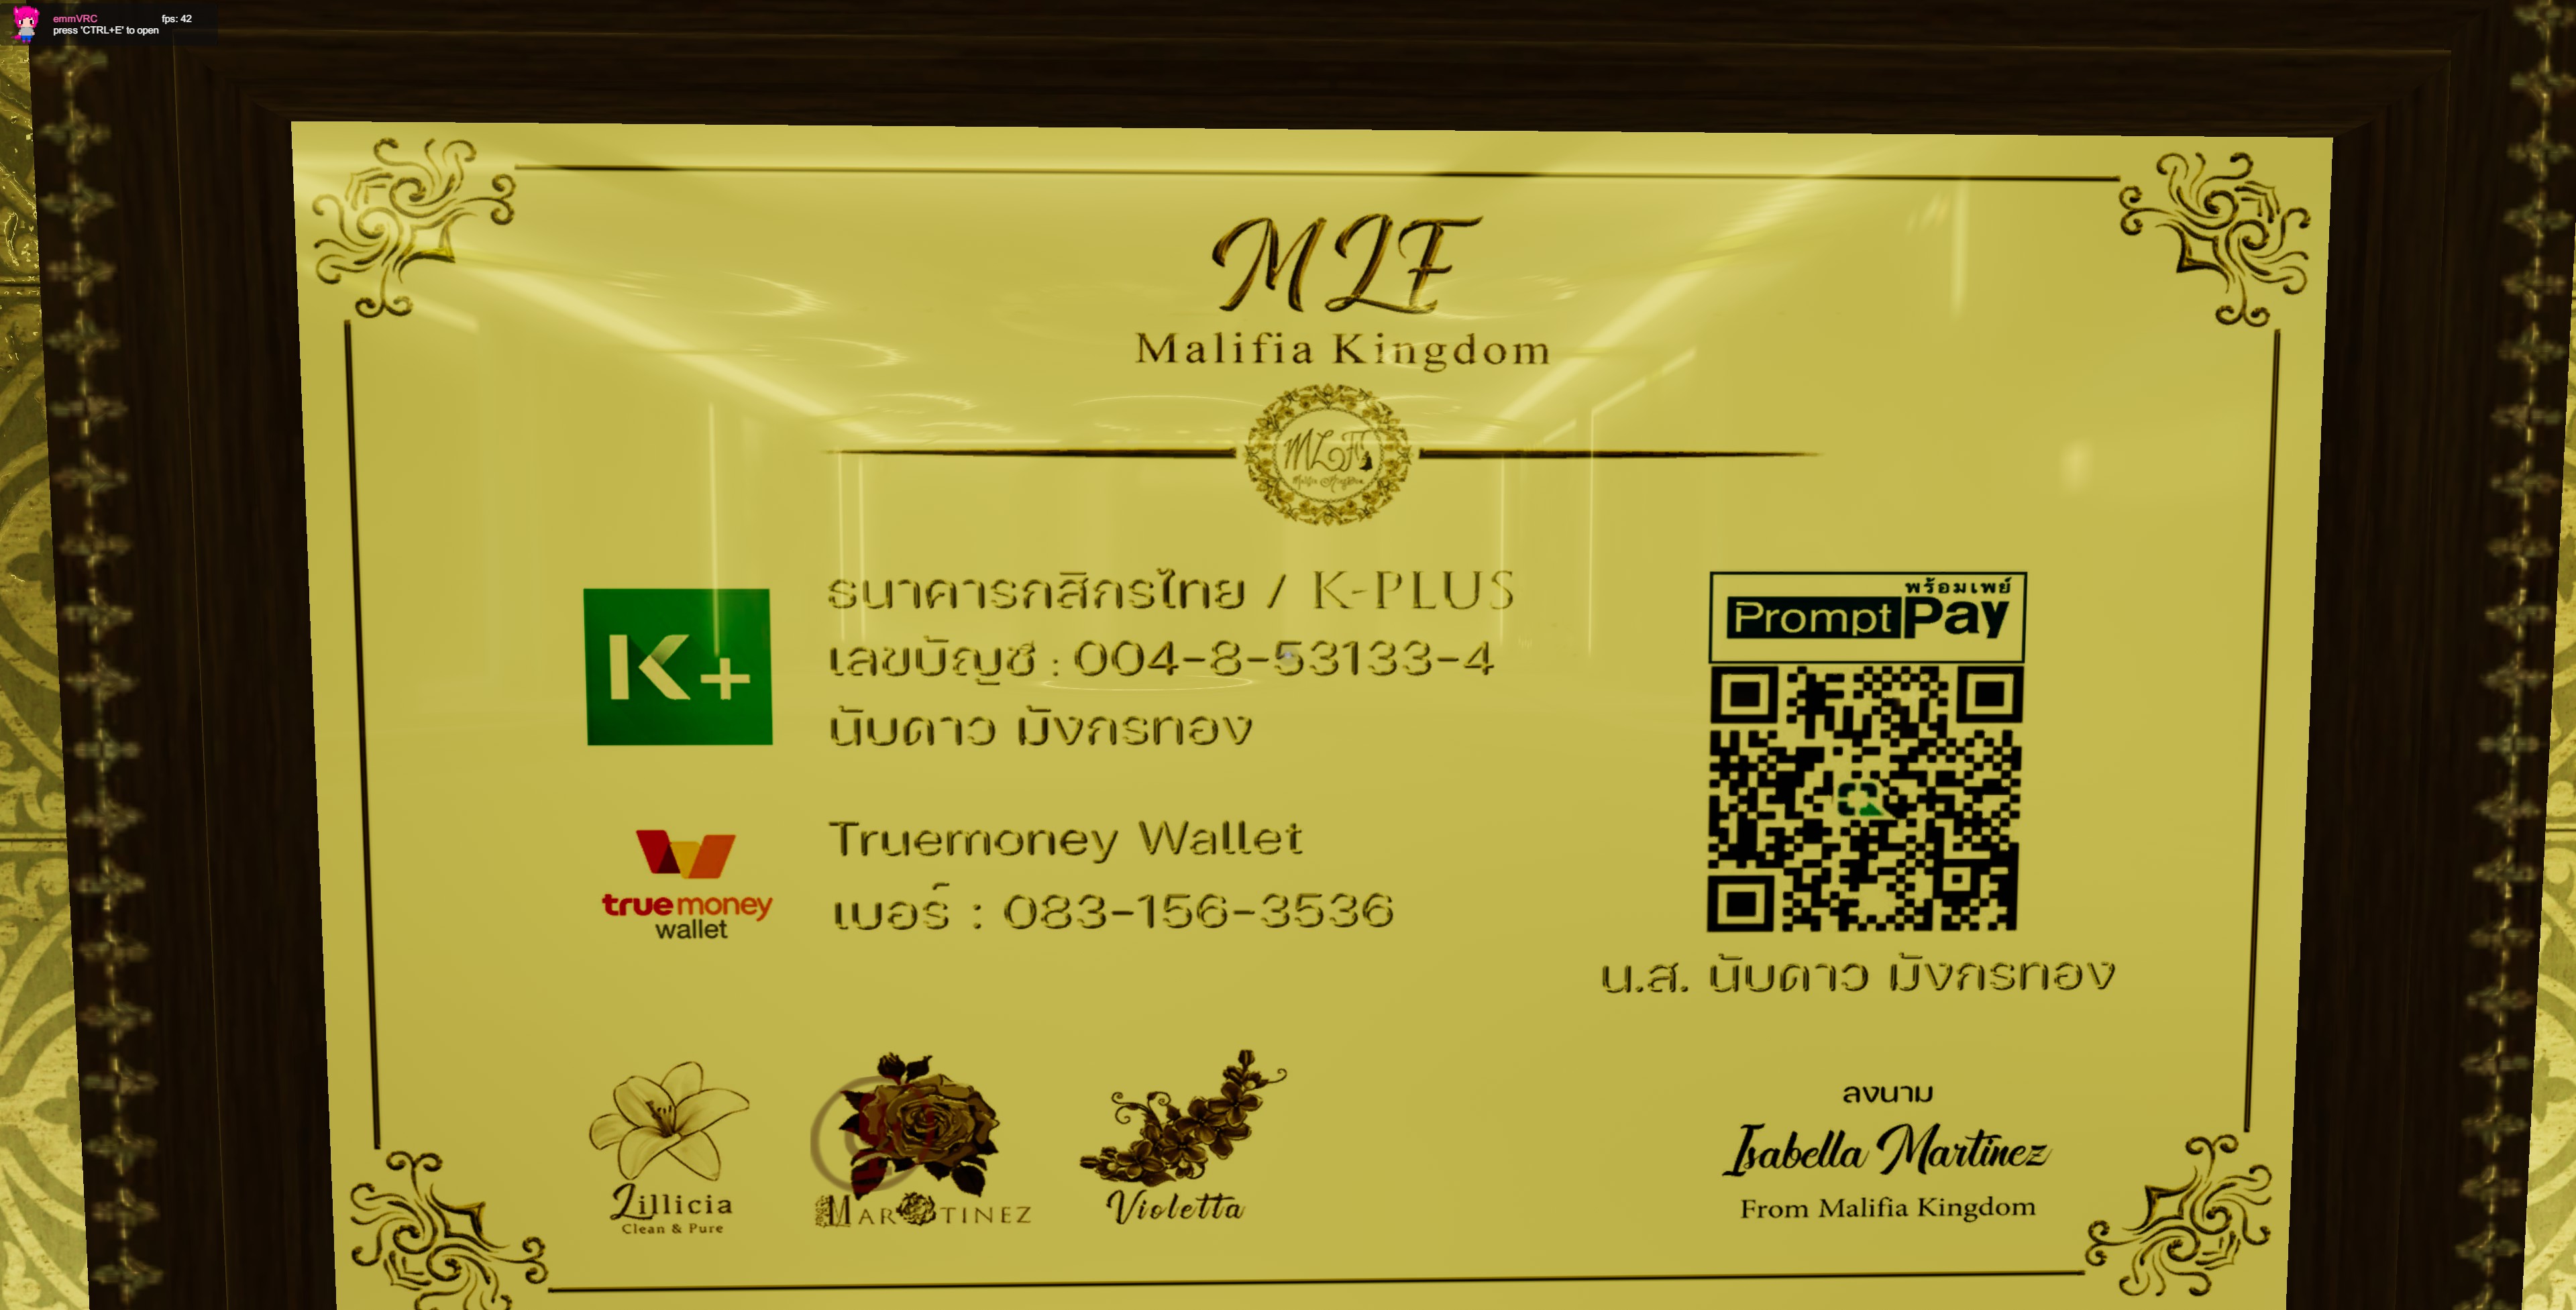 emmVRC fps: 42
press 'CTRL+E' to open
MLF
Malifia Kingdom
MLF
Malifia Kingdom
ธนาคารกสิกรไทย / K-PLUS
เลขบัญชี : 004-8-53133-4
นับดาว มังกรทอง
K+
Truemoney Wallet
เบอร์ : 083-156-3536
truemoney
wallet
พร้อมเพย์
PromptPay
น.ส. นับดาว มังกรทอง
Lillicia
Clean & Pure
MARTINEZ
Violetta
ลงนาม
Isabella Martinez
From Malifia Kingdom